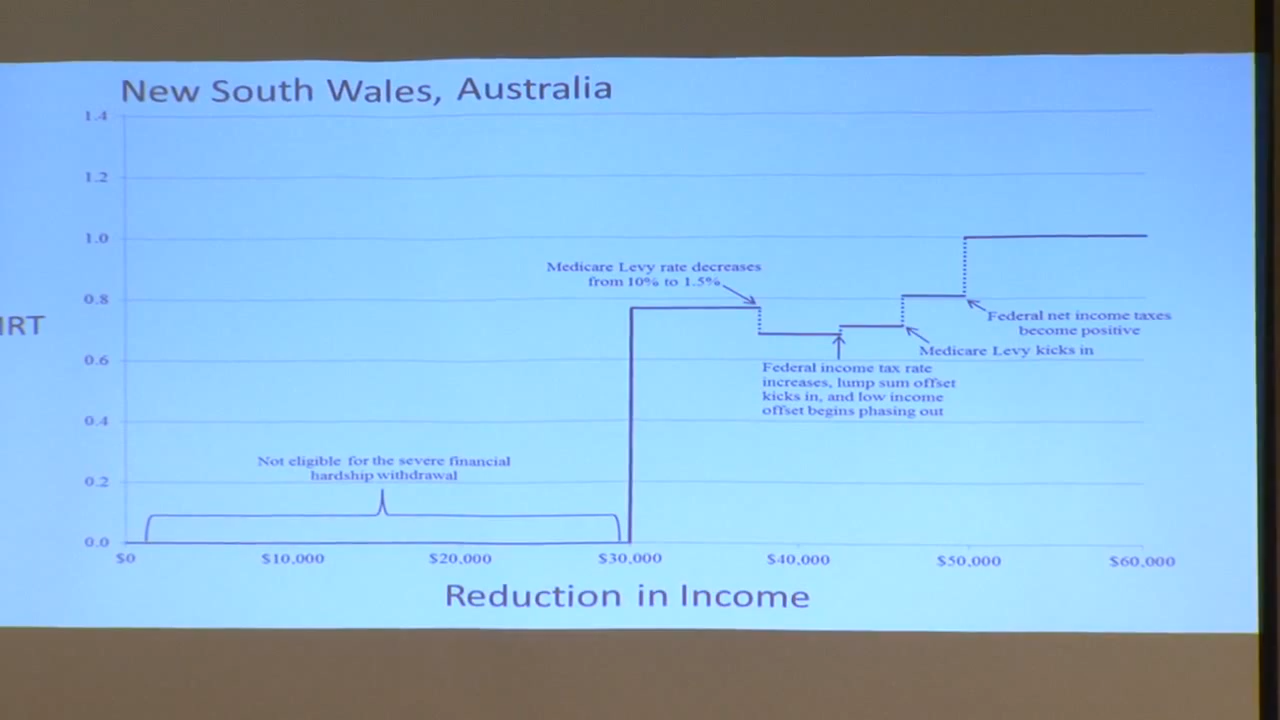 New South Wales, Australia
1.4
1.2
1.0
Medicare Levy rate decreases
from 10% to 1.5%
0.8
Federal net income taxes
become positive
IRT
Medicare Levy kicks in
0.6
Federal income tax rate
increases, lump sum offset
kicks in, and low income
offset begins phasing out
0.4
Not eligible for the severe financial
hardship withdrawal
0.2
0.0
$0 $10,000 $20,000 $30,000 $40,000 $50,000 $60,000
Reduction in Income